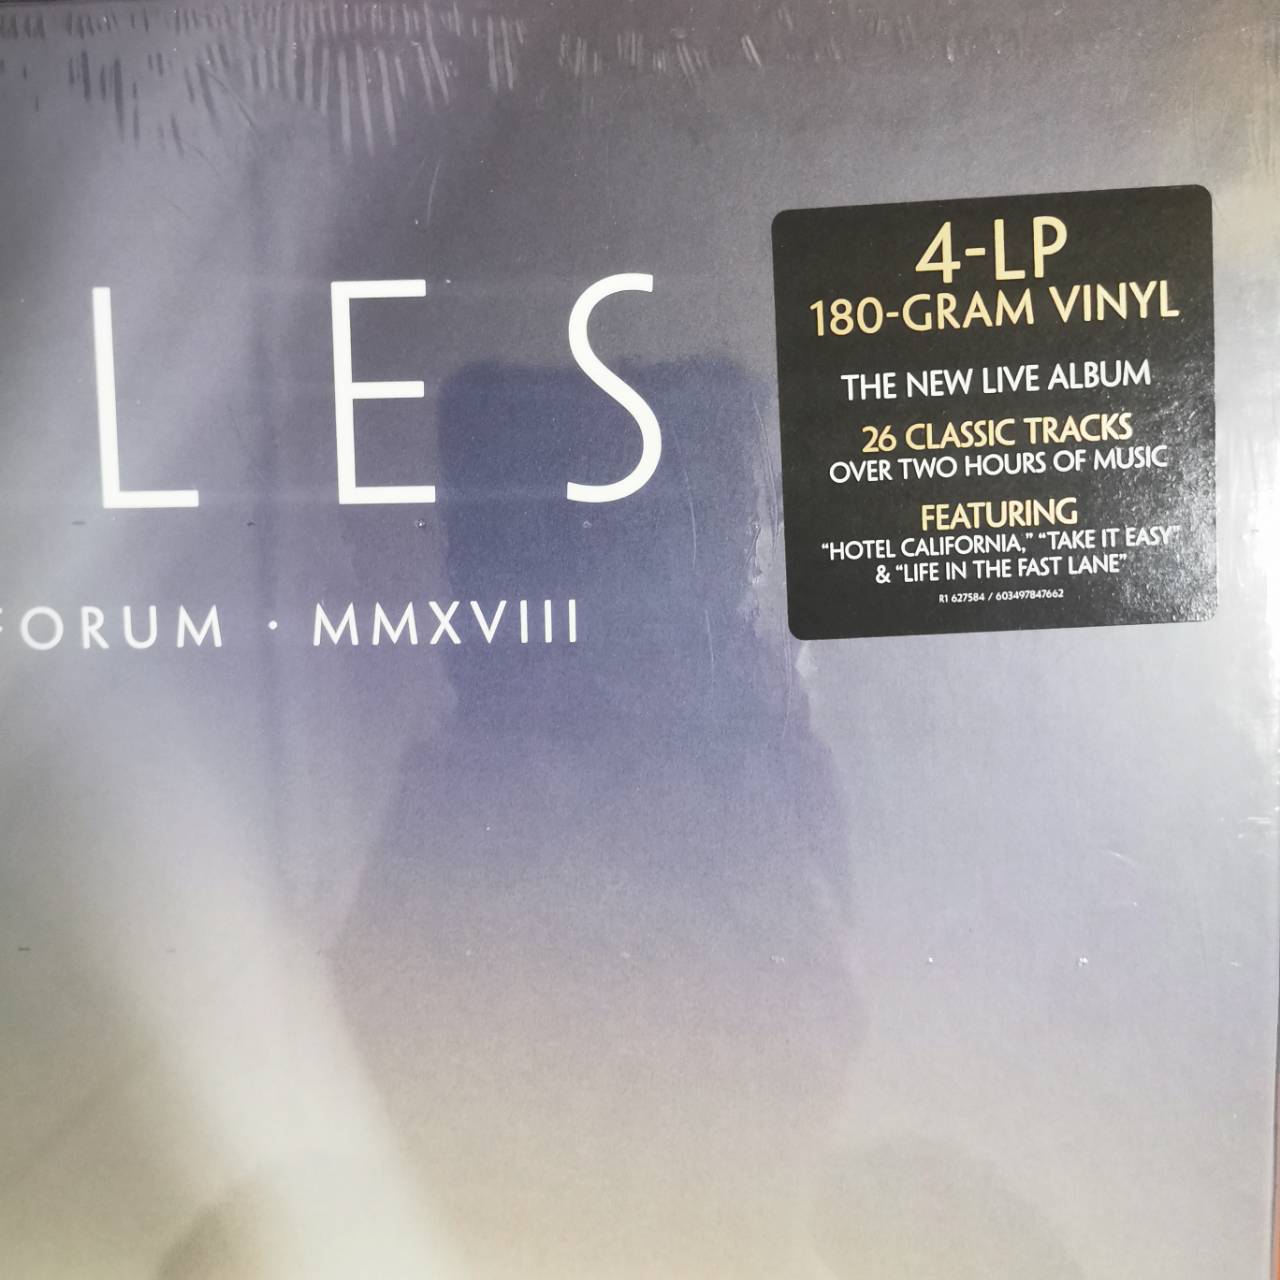 LES
FORUM · MMXVIII
4-LP
180-GRAM VINYL
THE NEW LIVE ALBUM
26 CLASSIC TRACKS
OVER TWO HOURS OF MUSIC
FEATURING
“HOTEL CALIFORNIA,” “TAKE IT EASY”
& “LIFE IN THE FAST LANE”
R1 627584 / 603497847662